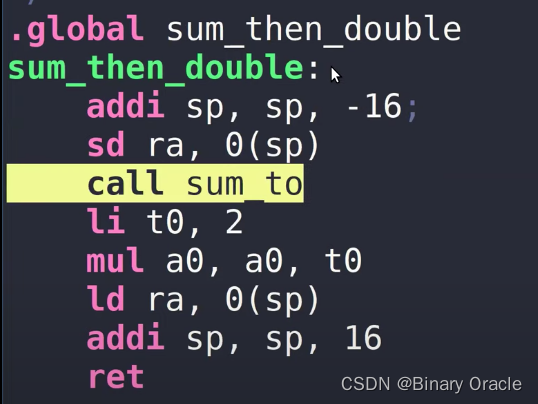 .global sum_then_double
sum_then_double:
    addi sp, sp, -16;
    sd ra, 0(sp)
    call sum_to
    li t0, 2
    mul a0, a0, t0
    ld ra, 0(sp)
    addi sp, sp, 16
    ret
CSDN @Binary Oracle